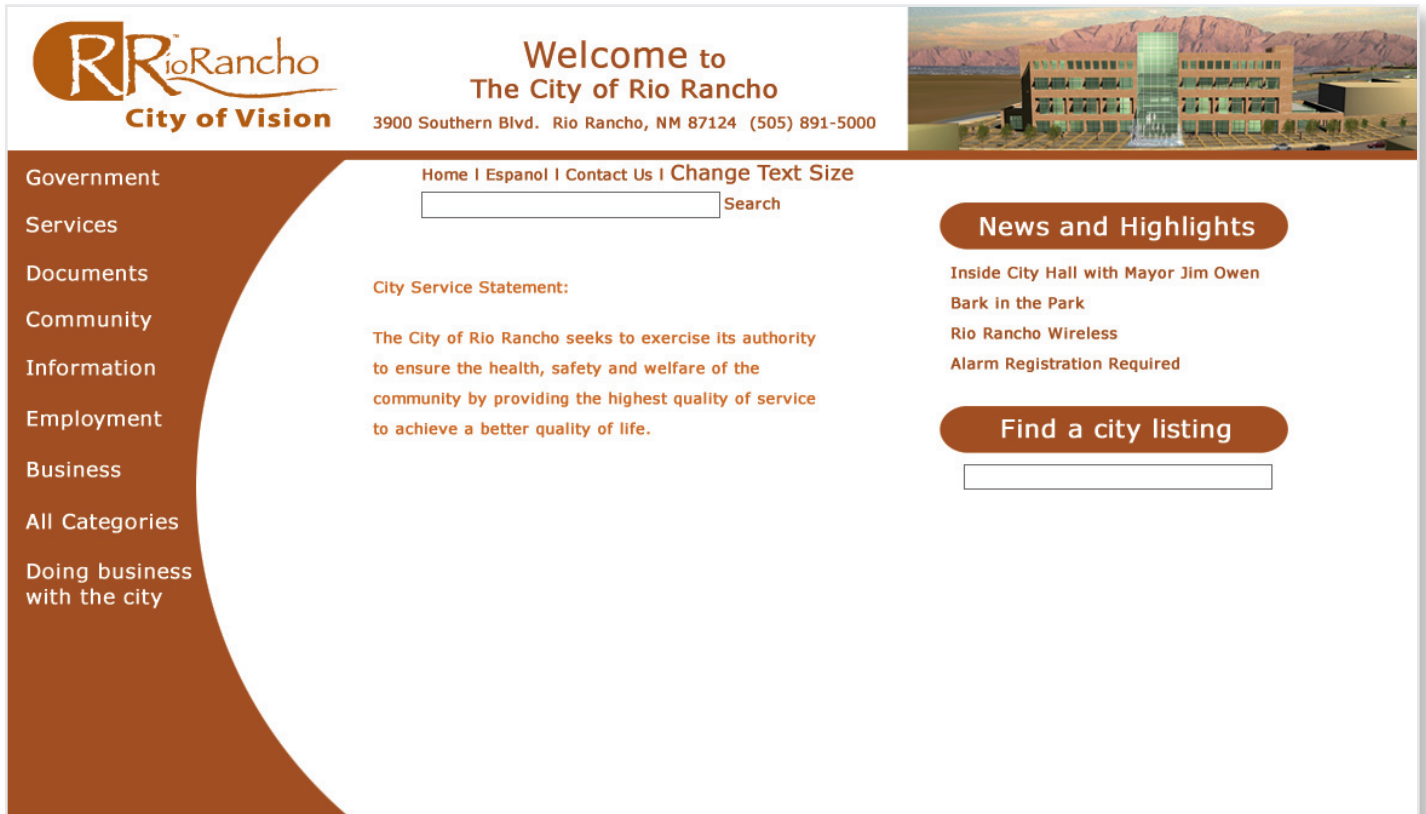 RRioRancho
City of Vision
Welcome to
The City of Rio Rancho
3900 Southern Blvd. Rio Rancho, NM 87124 (505) 891-5000
Home l Espanol l Contact Us l Change Text Size
Search
Government
Services
Documents
Community
Information
Employment
Business
All Categories
Doing business
with the city
City Service Statement:
The City of Rio Rancho seeks to exercise its authority
to ensure the health, safety and welfare of the
community by providing the highest quality of service
to achieve a better quality of life.
News and Highlights
Inside City Hall with Mayor Jim Owen
Bark in the Park
Rio Rancho Wireless
Alarm Registration Required
Find a city listing